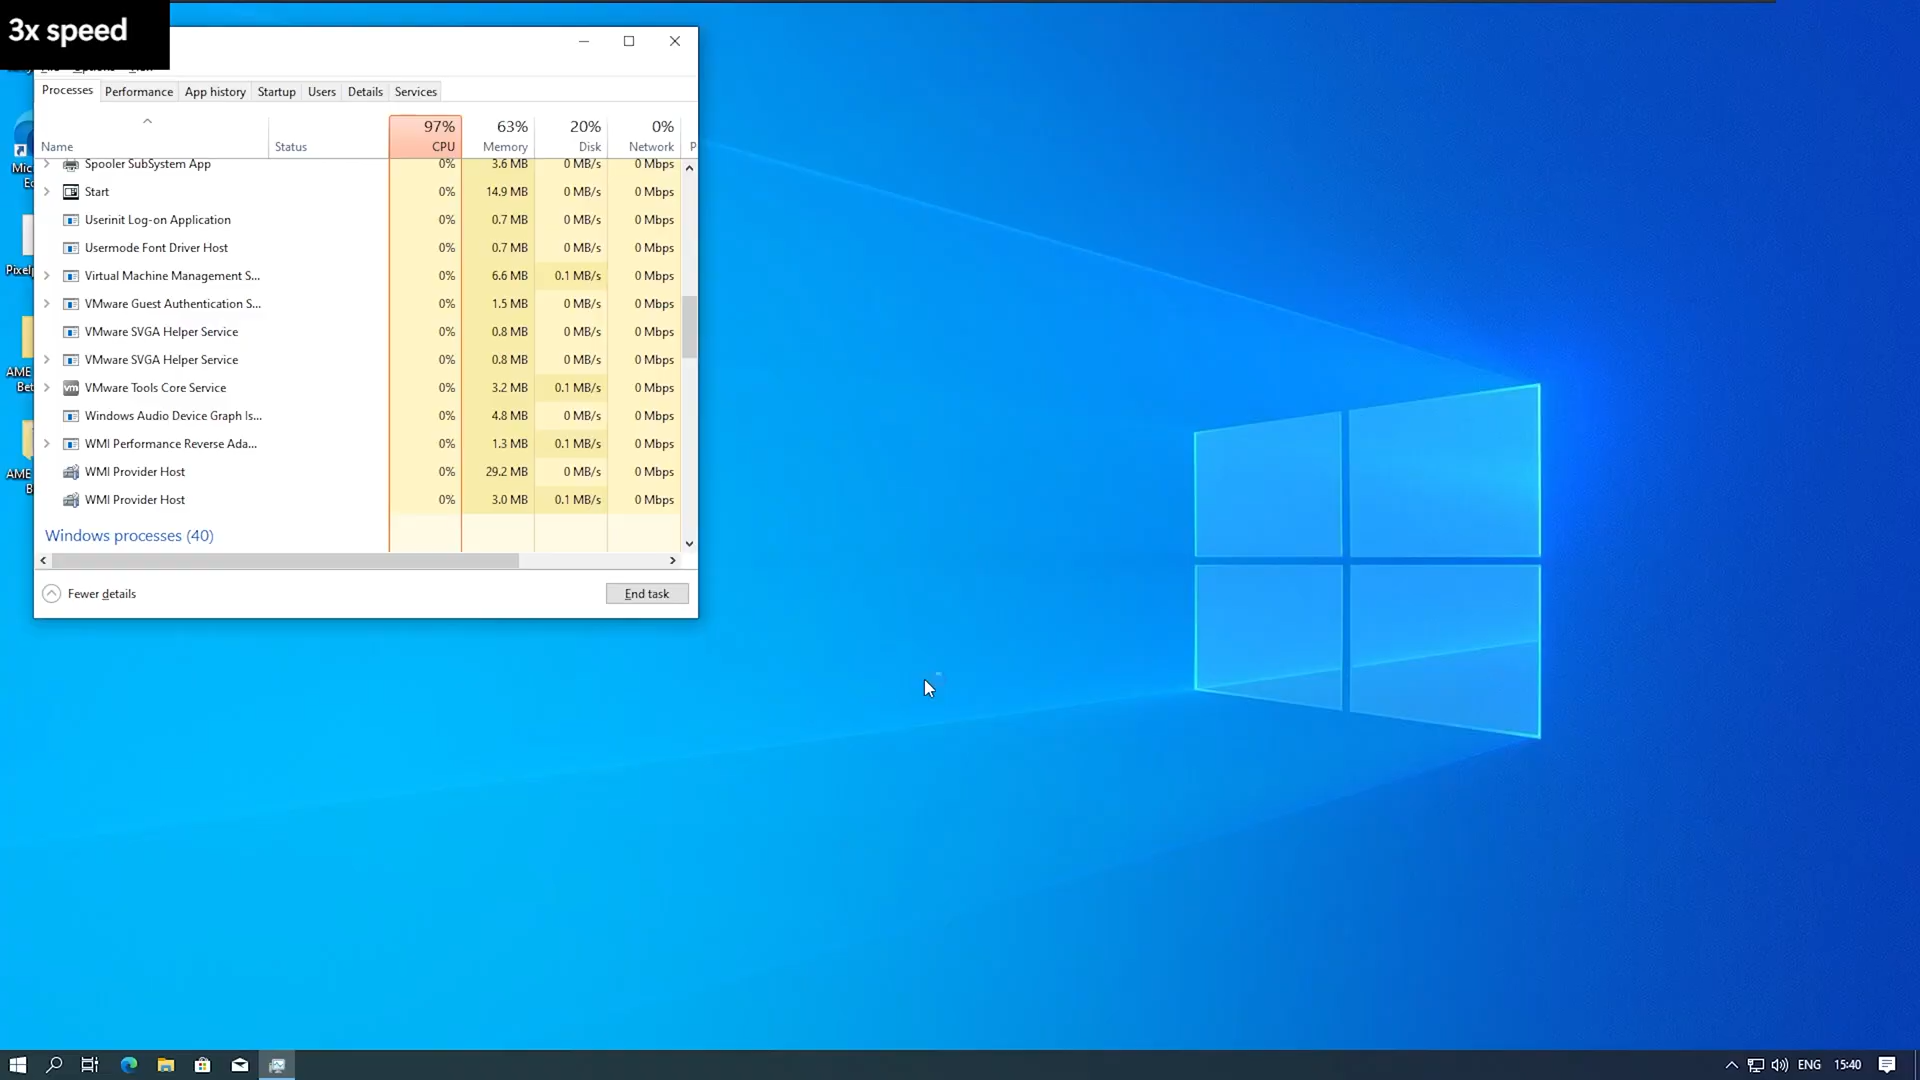 3x speed
Processes Performance App history Startup Users Details Services
97% 63% 20% 0%
Name Status CPU Memory Disk Network P
Spooler SubSystem App 0% 3.6 MB 0 MB/s 0 Mbps
Start 0% 14.9 MB 0 MB/s 0 Mbps
Userinit Log-on Application 0% 0.7 MB 0 MB/s 0 Mbps
Usermode Font Driver Host 0% 0.7 MB 0 MB/s 0 Mbps
Virtual Machine Management S... 0% 6.6 MB 0.1 MB/s 0 Mbps
VMware Guest Authentication S... 0% 1.5 MB 0 MB/s 0 Mbps
VMware SVGA Helper Service 0% 0.8 MB 0 MB/s 0 Mbps
VMware SVGA Helper Service 0% 0.8 MB 0 MB/s 0 Mbps
vm VMware Tools Core Service 0% 3.2 MB 0.1 MB/s 0 Mbps
Windows Audio Device Graph Is... 0% 4.8 MB 0 MB/s 0 Mbps
WMI Performance Reverse Ada... 0% 1.3 MB 0.1 MB/s 0 Mbps
WMI Provider Host 0% 29.2 MB 0 MB/s 0 Mbps
WMI Provider Host 0% 3.0 MB 0.1 MB/s 0 Mbps
Windows processes (40)
Fewer details End task
Mic
Ed
Pixel
AME
Bet
AME
B
ENG 15:40